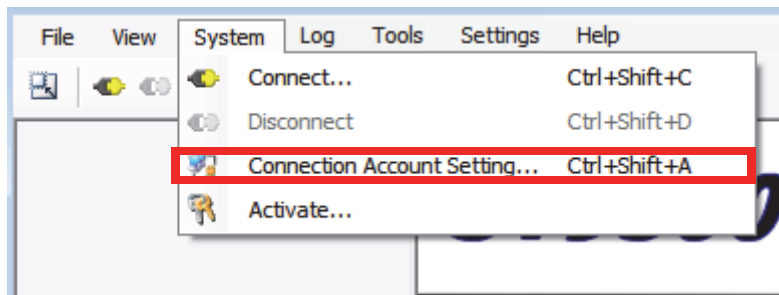 File View System Log Tools Settings Help
Connect... Ctrl+Shift+C
Disconnect Ctrl+Shift+D
Connection Account Setting... Ctrl+Shift+A
Activate...